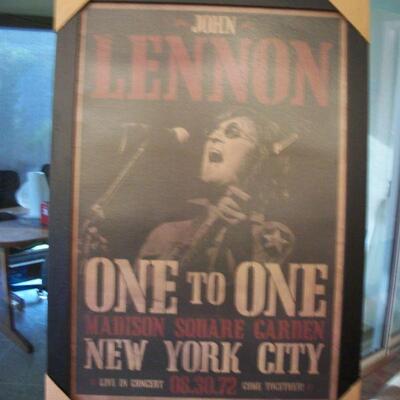 JOHN
LENNON
ONE TO ONE
MADISON SQUARE GARDEN
NEW YORK CITY
LIVE IN CONCERT 08.30.72 COME TOGETHER!